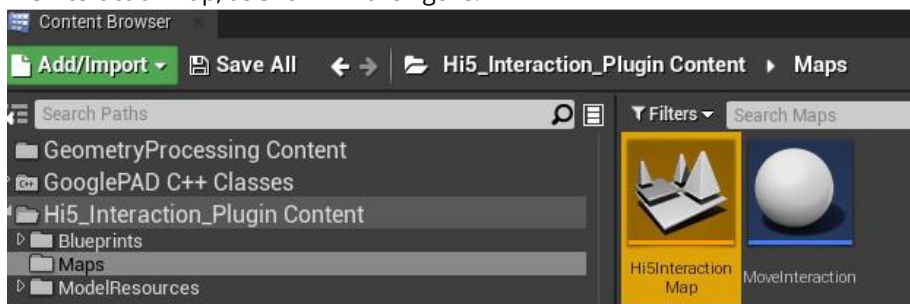 Content Browser
Add/Import Save All Hi5_Interaction_Plugin Content Maps
Search Paths
Filters Search Maps
GeometryProcessing Content
GooglePAD C++ Classes
Hi5_Interaction_Plugin Content
Blueprints
Maps
ModelResources
Hi5Interaction
Map
MoveInteraction